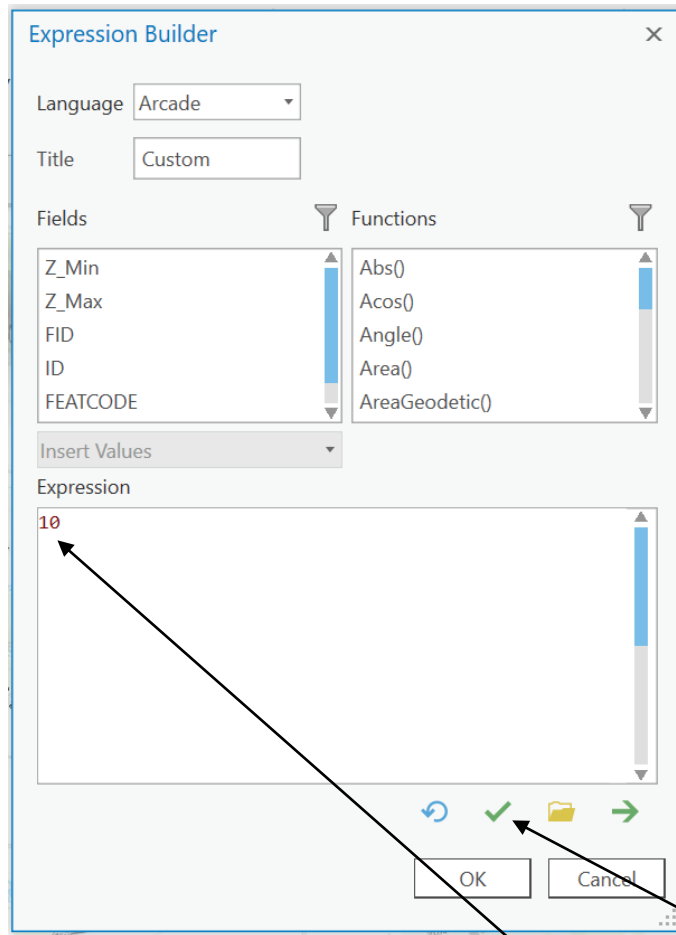 Expression Builder
Language Arcade
Title Custom
Fields Functions
Z_Min
Z_Max
FID
ID
FEATCODE
Abs()
Acos()
Angle()
Area()
AreaGeodetic()
Insert Values
Expression
10
OK Cancel